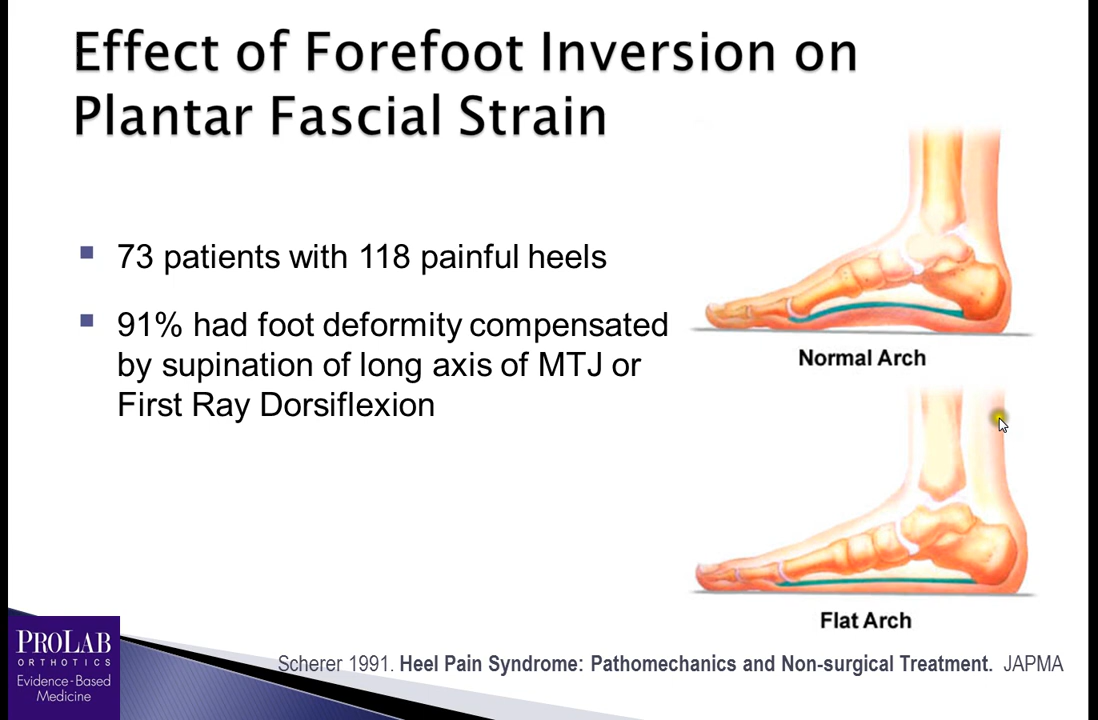 Effect of Forefoot Inversion on
Plantar Fascial Strain
73 patients with 118 painful heels
91% had foot deformity compensated
by supination of long axis of MTJ or
First Ray Dorsiflexion
Normal Arch
Flat Arch
PROLAB
ORTHOTICS
Evidence-Based
Medicine
Scherer 1991. Heel Pain Syndrome: Pathomechanics and Non-surgical Treatment. JAPMA